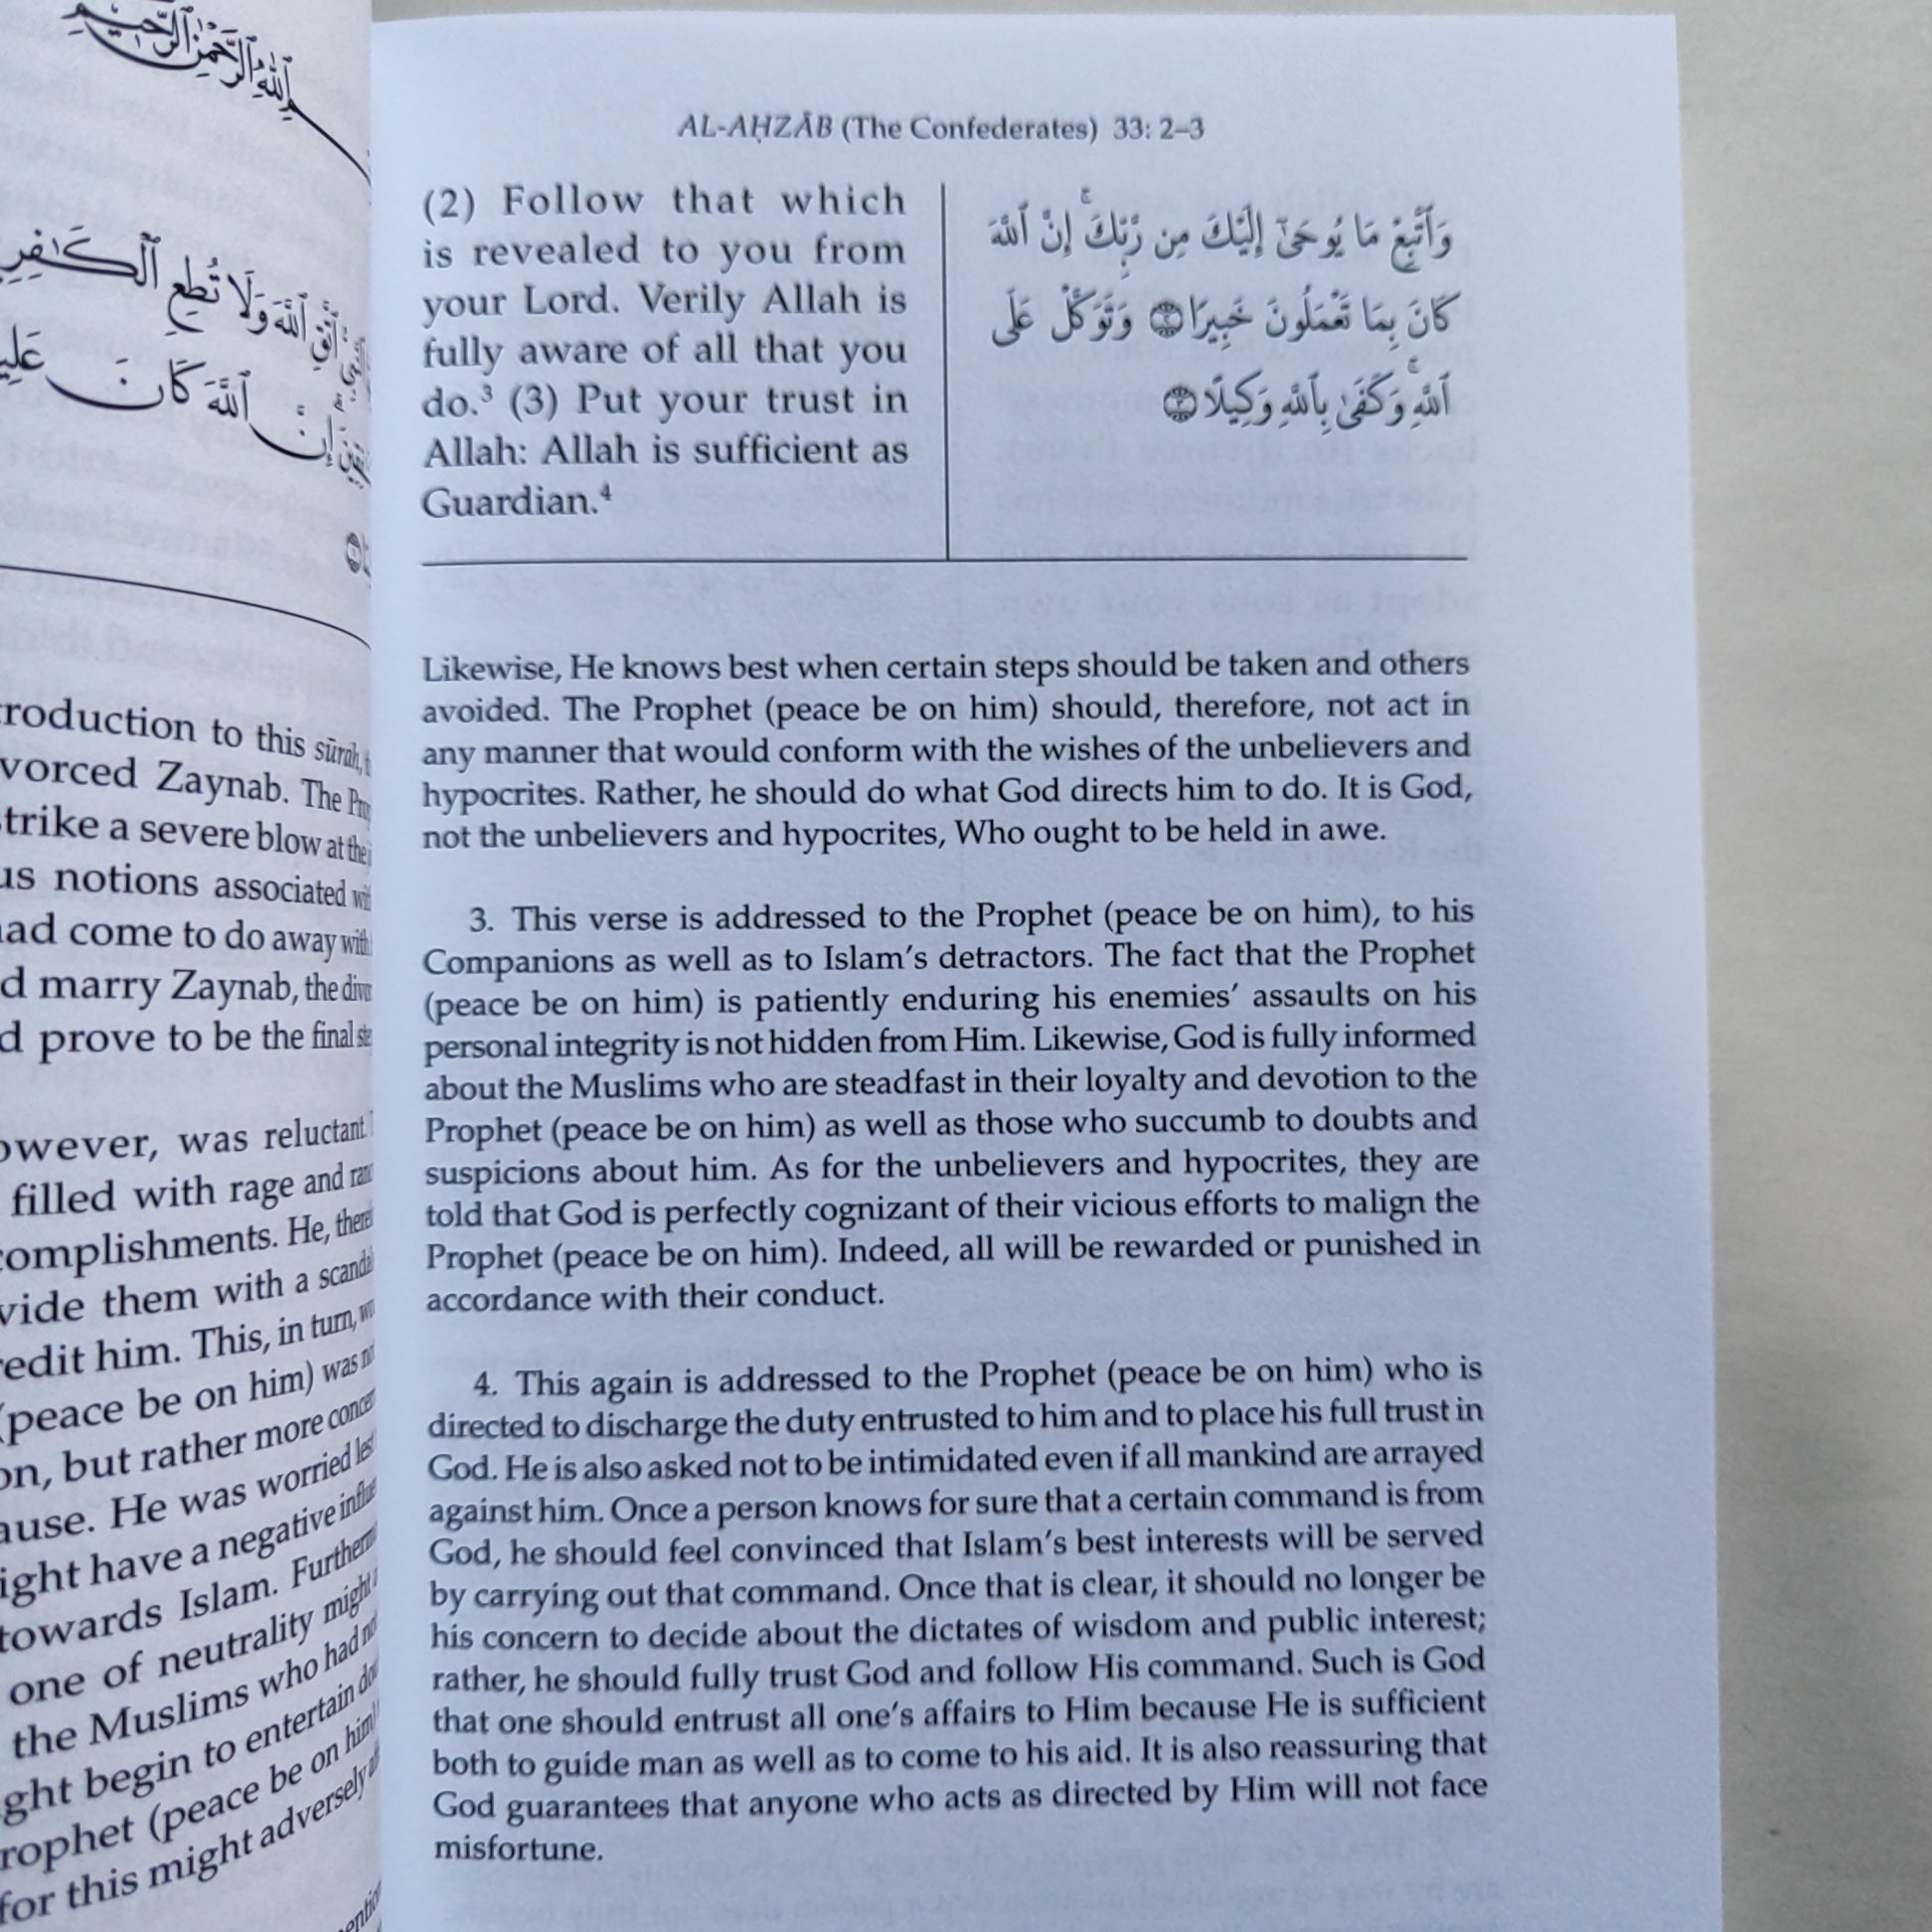 ٱللَّهِ ٱلرَّحْمَٰنِ ٱلرَّحِيمِ
ٱتَّقِ ٱللَّهَ وَلَا تُطِعِ
إِنَّ ٱللَّهَ كَانَ
troduction to this sūrah,
vorced Zaynab. The
strike a severe blow at the
us notions associated
had come to do away with
d marry Zaynab, the
d prove to be the final
owever, was reluctant.
filled with rage and
complishments. He,
vide them with a
redit him. This, in turn,
(peace be on him) was
on, but rather more
ause. He was worried lest
ight have a negative
towards Islam.
one of neutrality might
the Muslims who had
ght begin to entertain
rophet (peace be on him)
for this might adversely
AL-AḤZĀB (The Confederates) 33: 2–3
(2) Follow that which
is revealed to you from
your Lord. Verily Allah is
fully aware of all that you
do.³ (3) Put your trust in
Allah: Allah is sufficient as
Guardian.⁴
وَٱتَّبِعْ مَا يُوحَىٰٓ إِلَيْكَ مِن رَّبِّكَ ۚ إِنَّ ٱللَّهَ
كَانَ بِمَا تَعْمَلُونَ خَبِيرًا ۝٢ وَتَوَكَّلْ عَلَى
ٱللَّهِ ۚ وَكَفَىٰ بِٱللَّهِ وَكِيلًا ۝٣
Likewise, He knows best when certain steps should be taken and others
avoided. The Prophet (peace be on him) should, therefore, not act in
any manner that would conform with the wishes of the unbelievers and
hypocrites. Rather, he should do what God directs him to do. It is God,
not the unbelievers and hypocrites, Who ought to be held in awe.
3. This verse is addressed to the Prophet (peace be on him), to his
Companions as well as to Islam's detractors. The fact that the Prophet
(peace be on him) is patiently enduring his enemies' assaults on his
personal integrity is not hidden from Him. Likewise, God is fully informed
about the Muslims who are steadfast in their loyalty and devotion to the
Prophet (peace be on him) as well as those who succumb to doubts and
suspicions about him. As for the unbelievers and hypocrites, they are
told that God is perfectly cognizant of their vicious efforts to malign the
Prophet (peace be on him). Indeed, all will be rewarded or punished in
accordance with their conduct.
4. This again is addressed to the Prophet (peace be on him) who is
directed to discharge the duty entrusted to him and to place his full trust in
God. He is also asked not to be intimidated even if all mankind are arrayed
against him. Once a person knows for sure that a certain command is from
God, he should feel convinced that Islam's best interests will be served
by carrying out that command. Once that is clear, it should no longer be
his concern to decide about the dictates of wisdom and public interest;
rather, he should fully trust God and follow His command. Such is God
that one should entrust all one's affairs to Him because He is sufficient
both to guide man as well as to come to his aid. It is also reassuring that
God guarantees that anyone who acts as directed by Him will not face
misfortune.